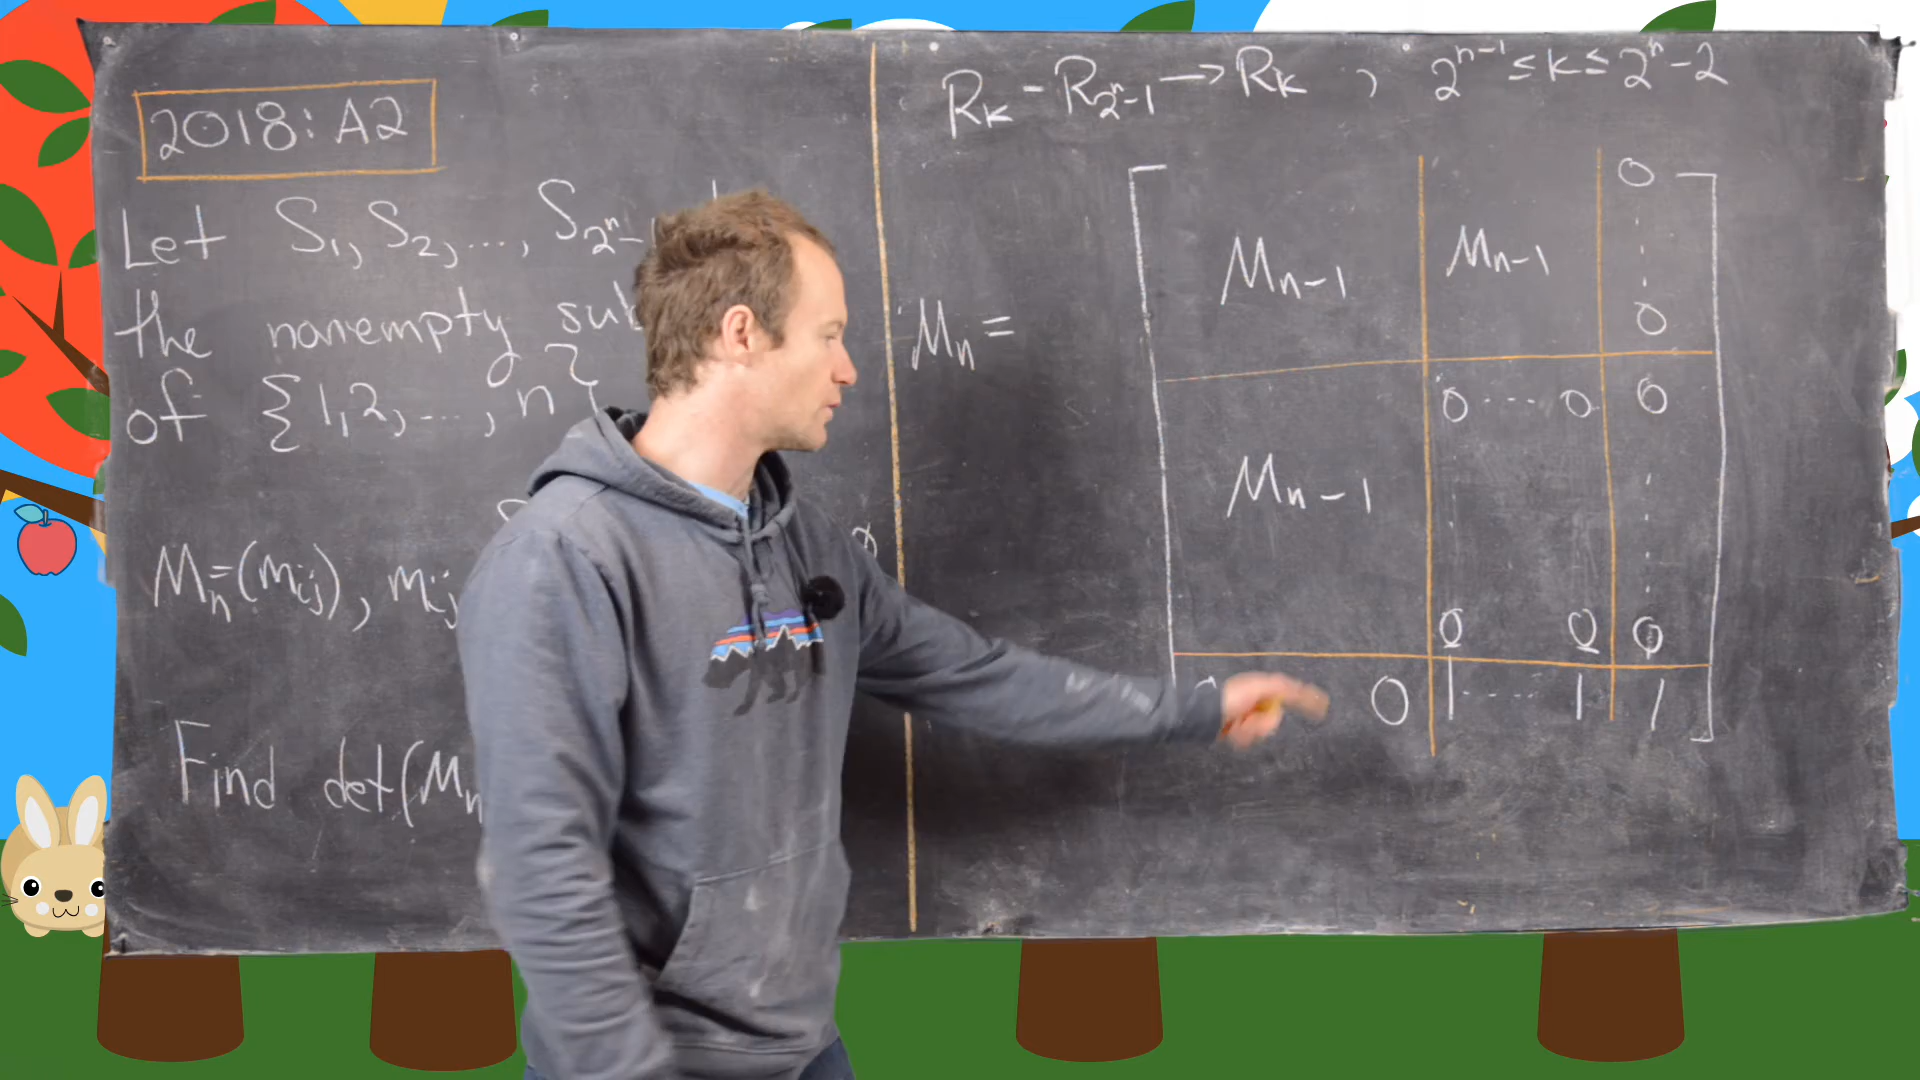 2018: A2
Let S₁, S₂, ..., S₂ⁿ₋₁
the nonempty
of {1,2, ..., n}
Mₙ=(mᵢⱼ), mᵢⱼ
∅
Find det(Mₙ
Rₖ - R₂ⁿ₋₁ → Rₖ , 2ⁿ⁻¹ ≤ k ≤ 2ⁿ-2
Mₙ =
Mₙ₋₁ Mₙ₋₁ 0
0
0 ... 0 0
Mₙ₋₁
0 0 0
0 1 .... 1 1